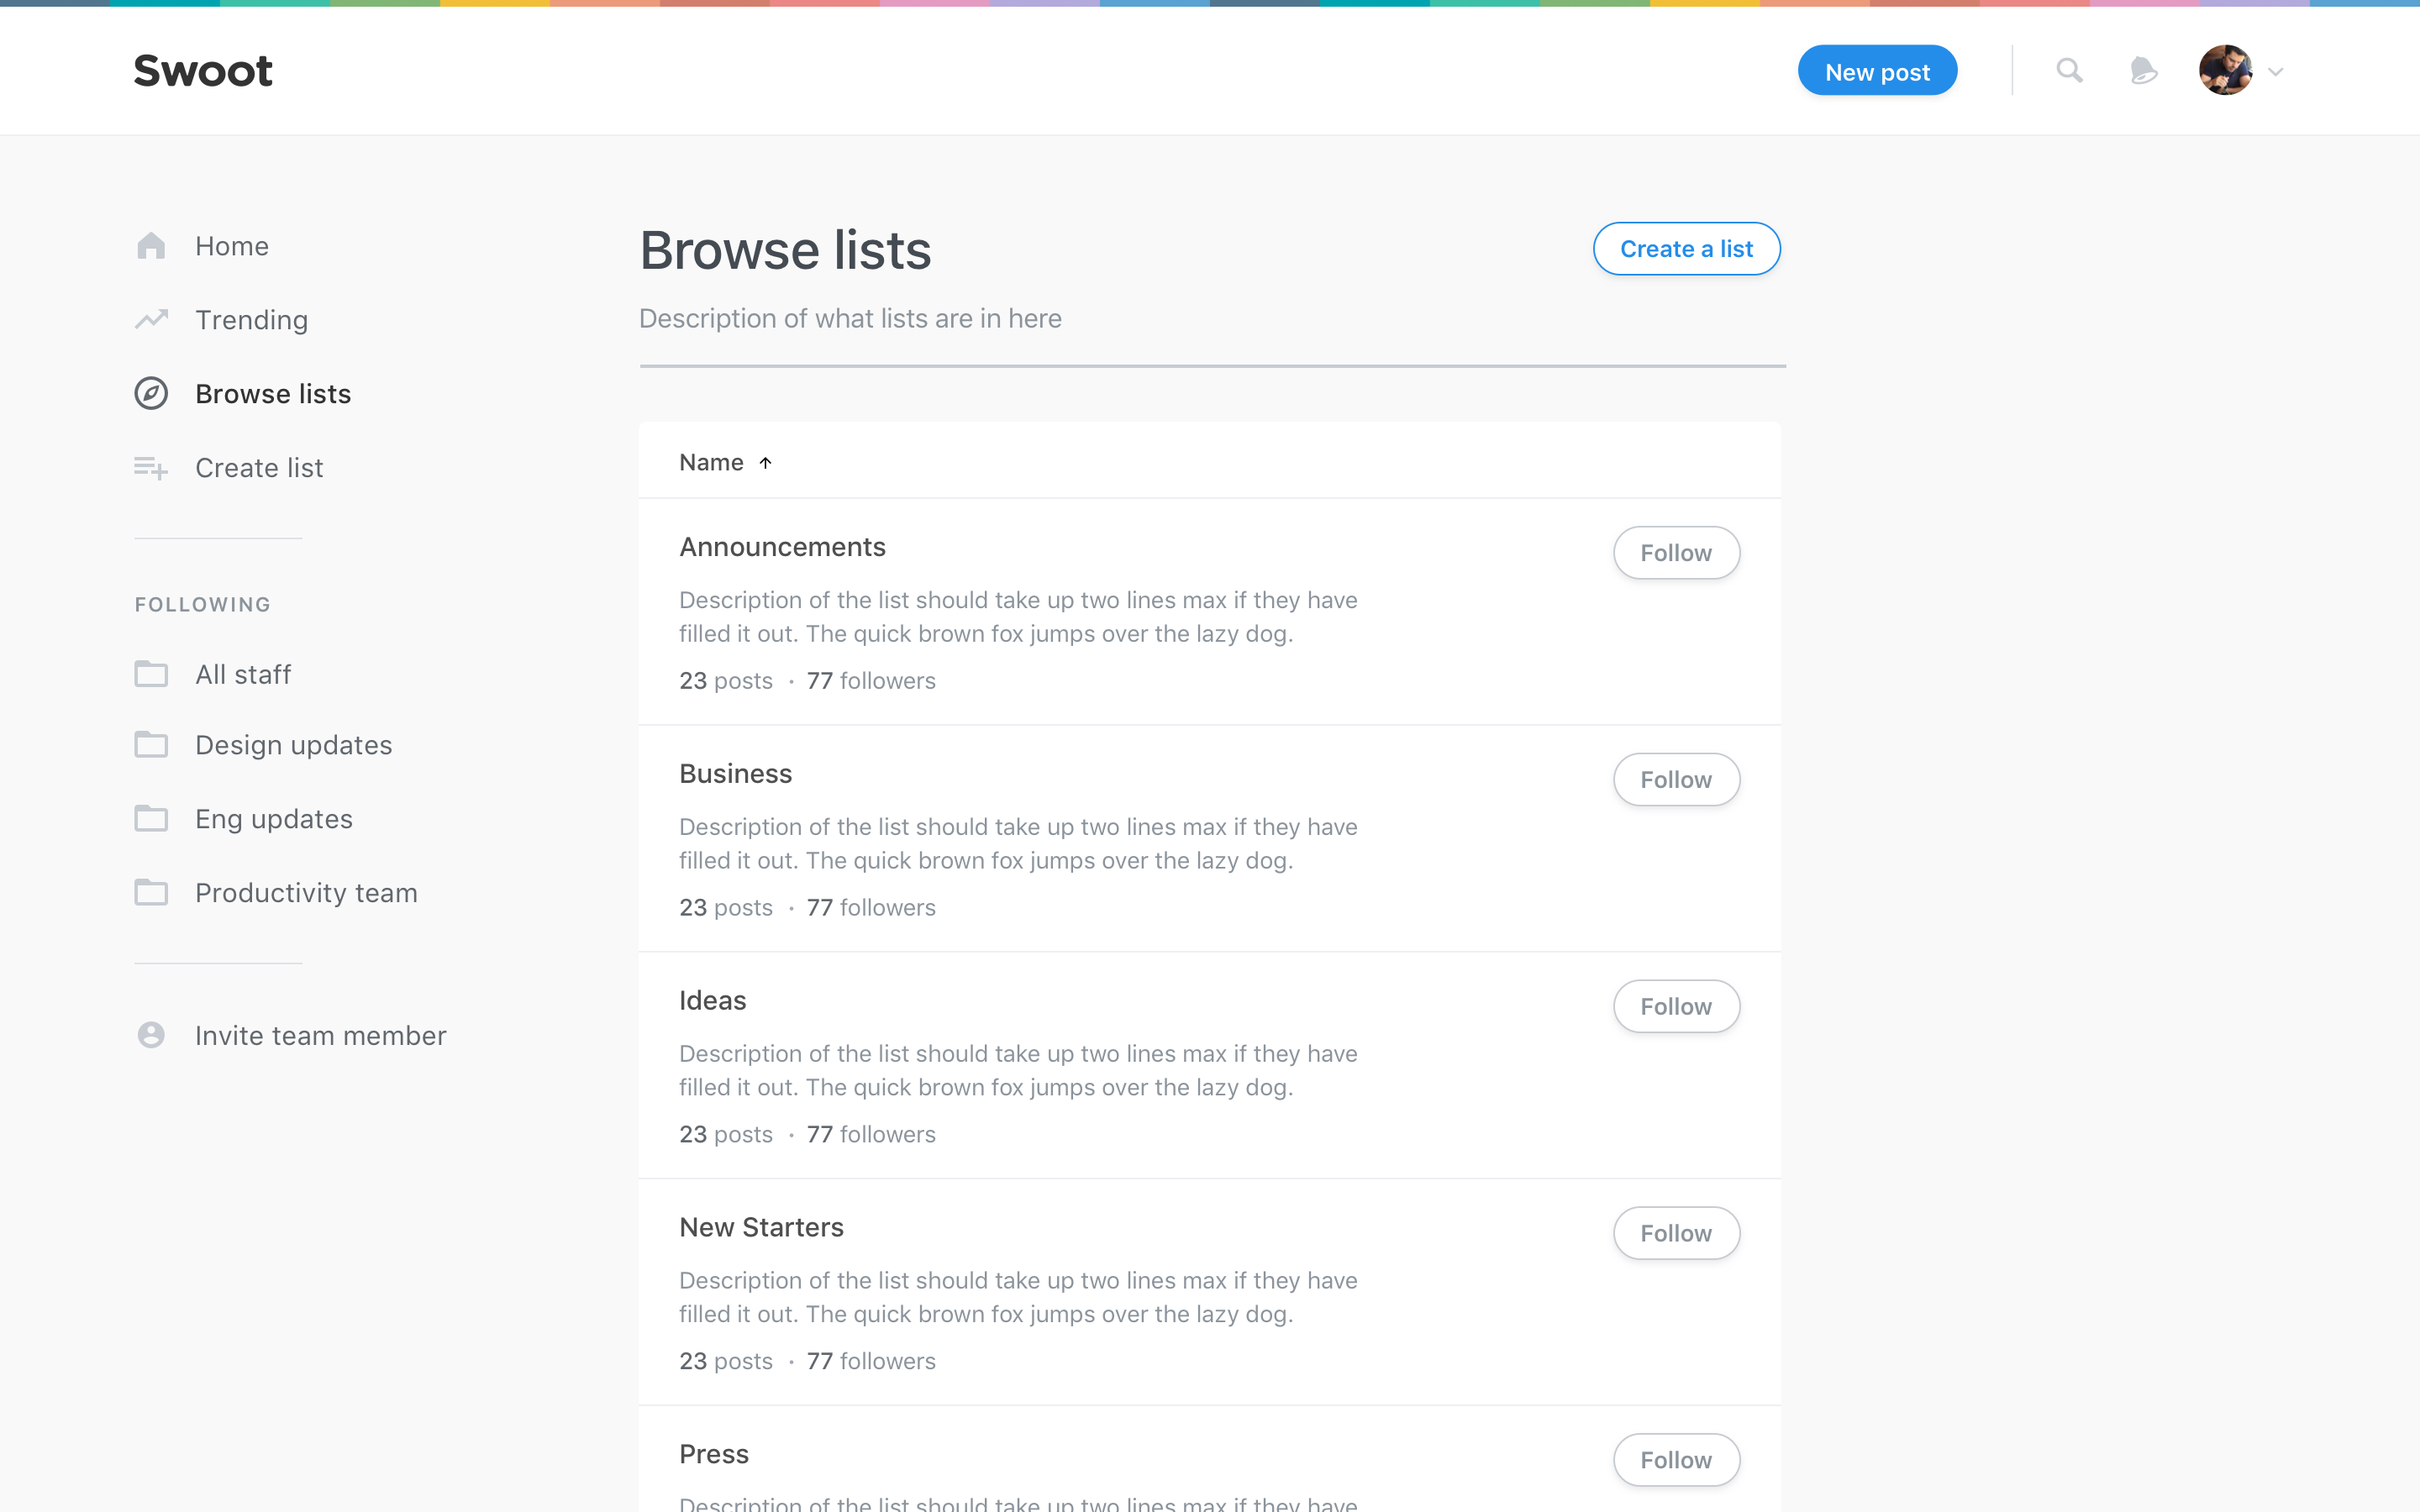 Swoot
New post
Home
Trending
Browse lists
Create list
FOLLOWING
All staff
Design updates
Eng updates
Productivity team
Invite team member
Browse lists
Create a list
Description of what lists are in here
Name
Announcements
Follow
Description of the list should take up two lines max if they have
filled it out. The quick brown fox jumps over the lazy dog.
23 posts · 77 followers
Business
Follow
Description of the list should take up two lines max if they have
filled it out. The quick brown fox jumps over the lazy dog.
23 posts · 77 followers
Ideas
Follow
Description of the list should take up two lines max if they have
filled it out. The quick brown fox jumps over the lazy dog.
23 posts · 77 followers
New Starters
Follow
Description of the list should take up two lines max if they have
filled it out. The quick brown fox jumps over the lazy dog.
23 posts · 77 followers
Press
Follow
Description of the list should take up two lines max if they have